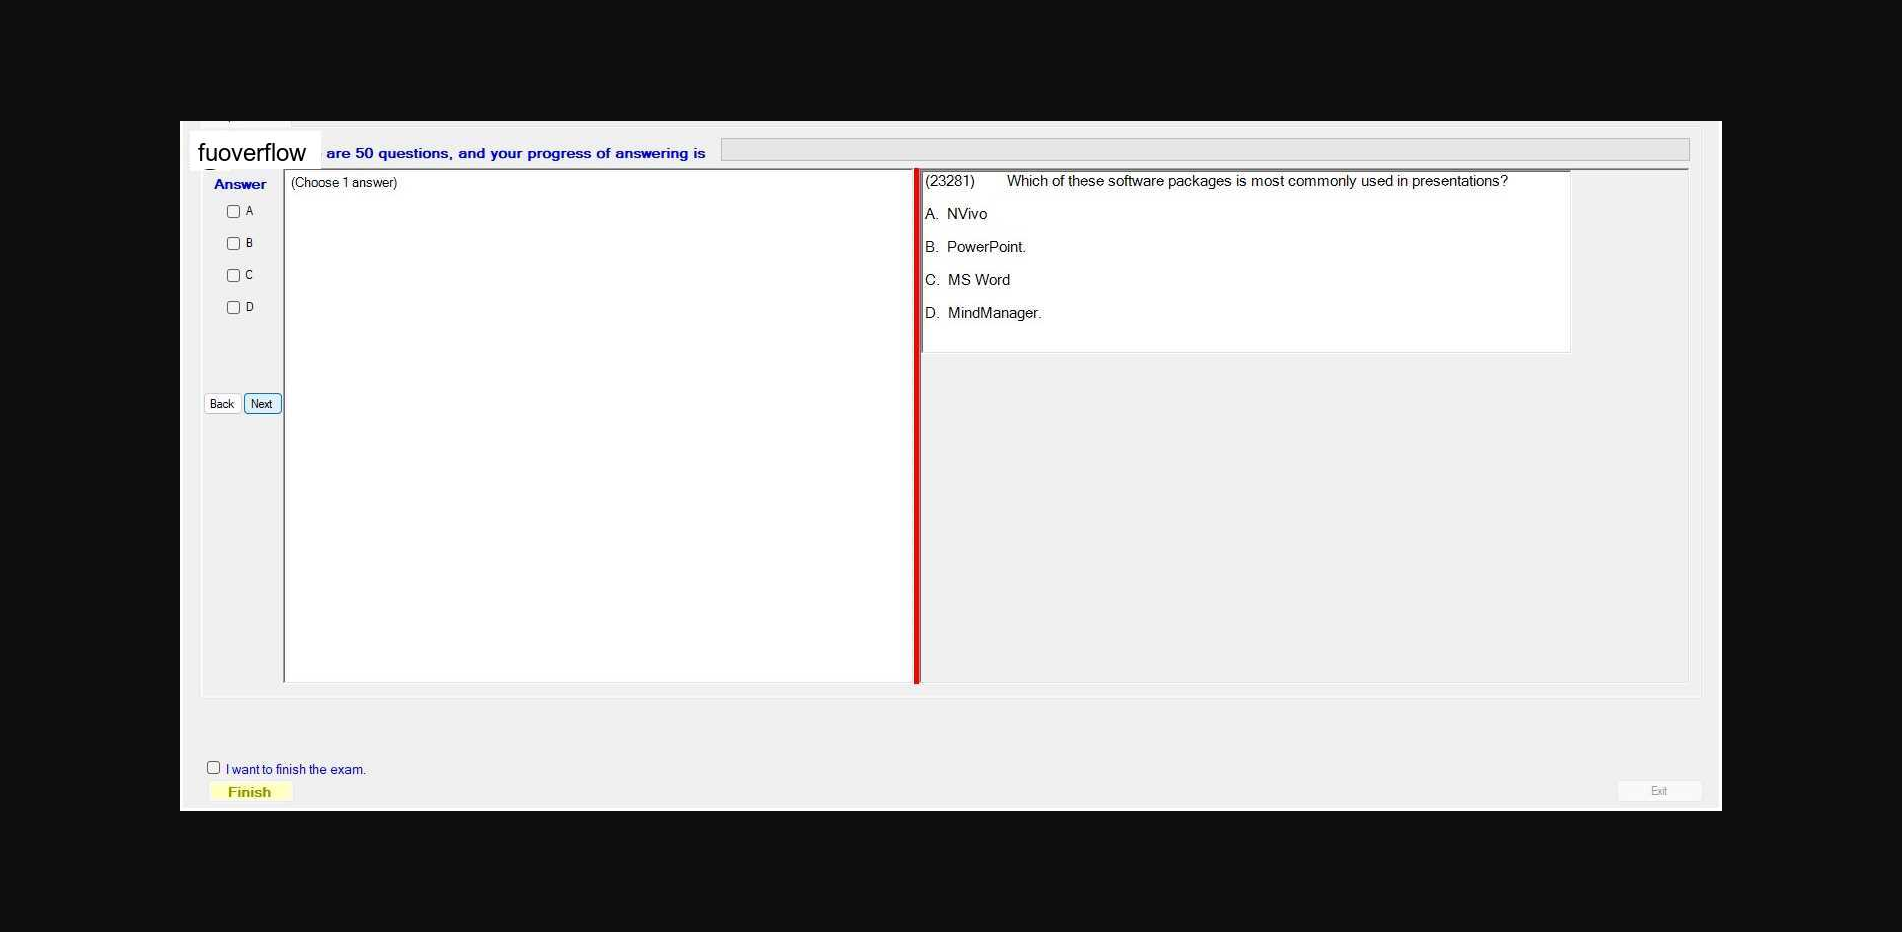 fuoverflow are 50 questions, and your progress of answering is
Answer
(Choose 1 answer)
A
B
C
D
Back Next
(23281) Which of these software packages is most commonly used in presentations?
A. NVivo
B. PowerPoint.
C. MS Word
D. MindManager.
I want to finish the exam.
Finish
Exit